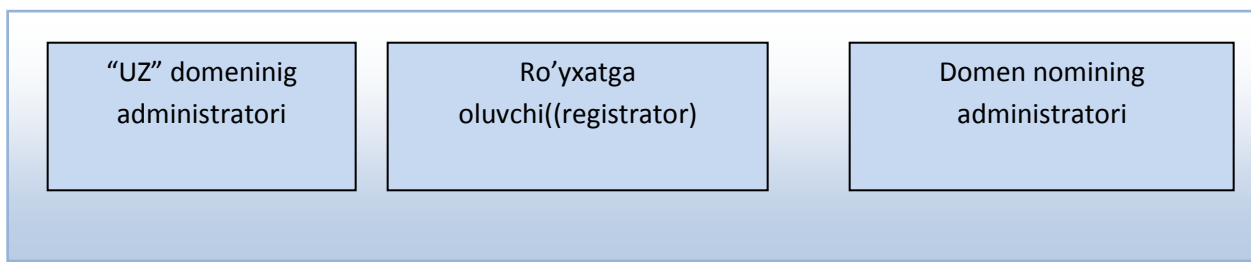 “UZ” domeninig
administratori
Ro’yxatga
oluvchi((registrator)
Domen nomining
administratori